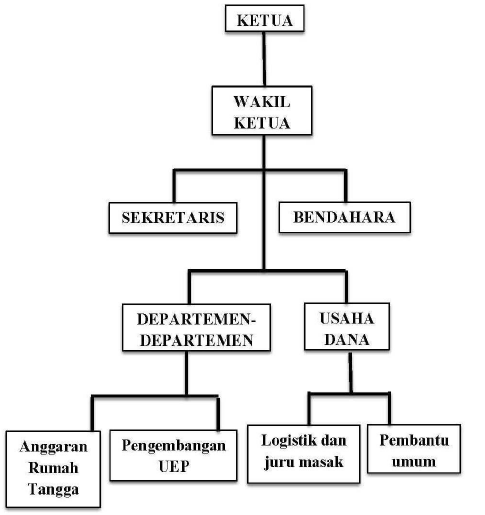 KETUA
WAKIL
KETUA
SEKRETARIS
BENDAHARA
DEPARTEMEN-
DEPARTEMEN
USAHA
DANA
Anggaran
Rumah
Tangga
Pengembangan
UEP
Logistik dan
juru masak
Pembantu
umum